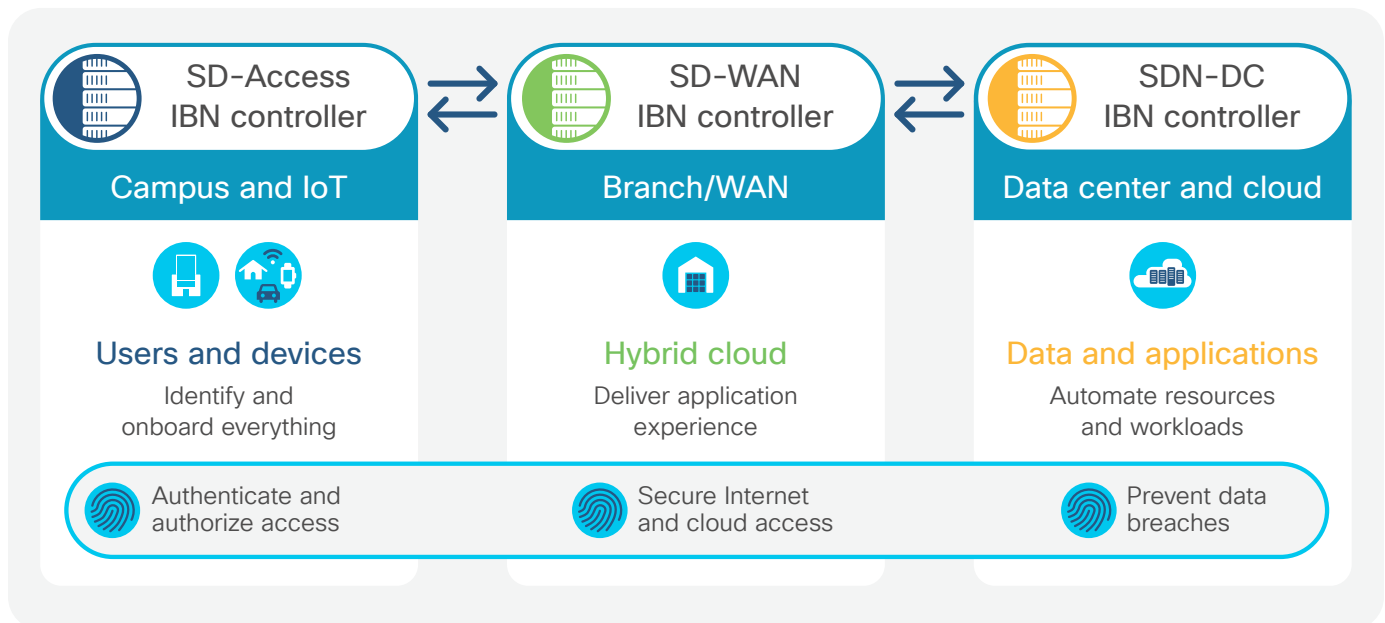 SD-Access
IBN controller
Campus and IoT
Users and devices
Identify and
onboard everything
Authenticate and
authorize access
SD-WAN
IBN controller
Branch/WAN
Hybrid cloud
Deliver application
experience
Secure Internet
and cloud access
SDN-DC
IBN controller
Data center and cloud
Data and applications
Automate resources
and workloads
Prevent data
breaches